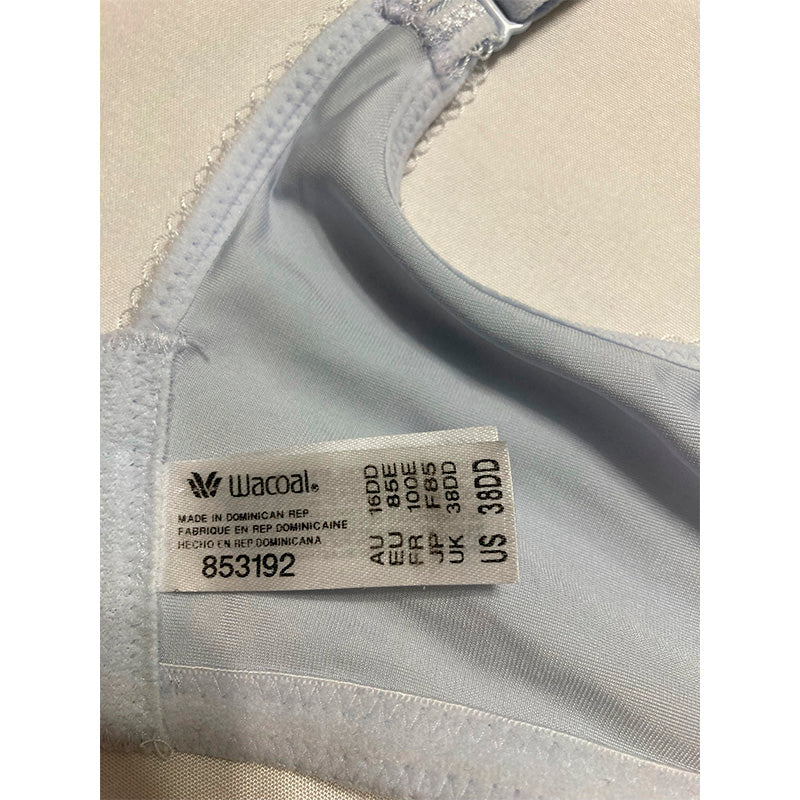 Wacoal®
MADE IN DOMINICAN REP
FABRIQUE EN REP DOMINICAINE
HECHO EN REP DOMINICANA
853192
AU 16DD
EU 85E
FR 100E
JP F85
UK 38DD
US 38DD